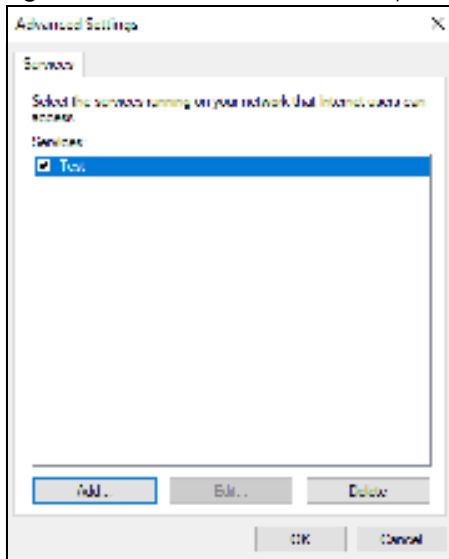 Advanced Settings
Services
Select the services running on your network that Internet users can
access.
Services:
Test
Add...
Edit...
Delete
OK
Cancel